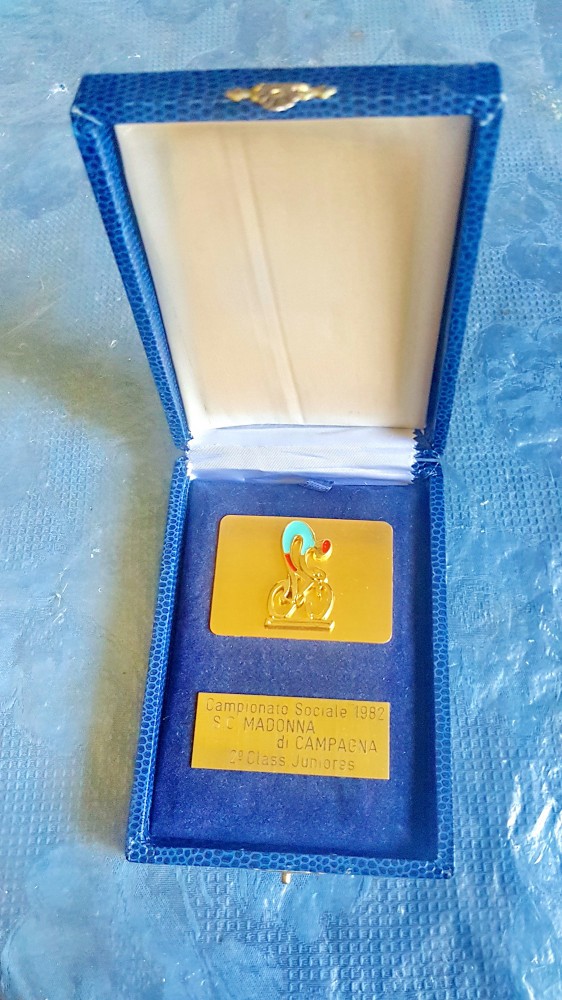 Campionato Sociale 1982
S.C MADONNA
di CAMPAGNA
Class Juniores